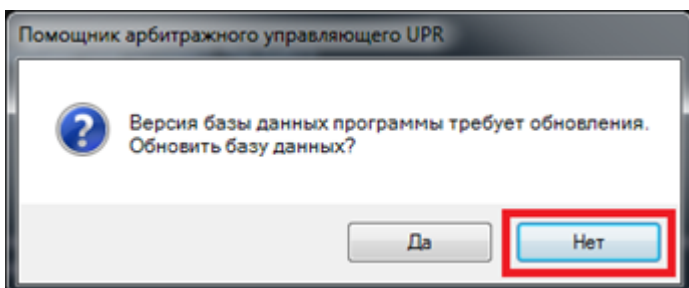 Помощник арбитражного управляющего UPR
Версия базы данных программы требует обновления.
Обновить базу данных?
Да
Нет